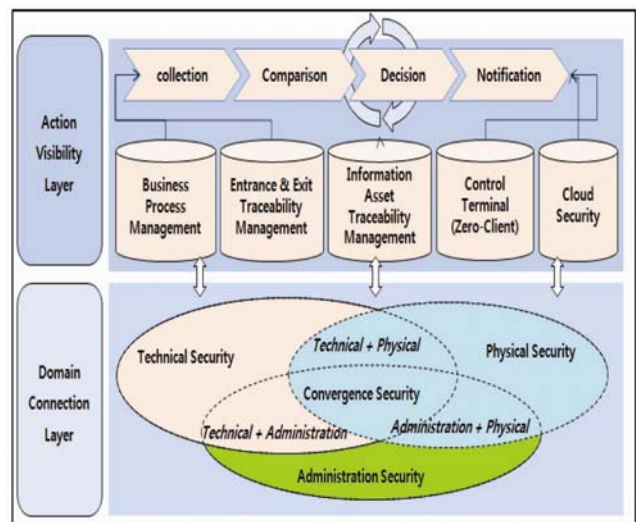 Action
Visibility
Layer
collection
Comparison
Decision
Notification
Business
Process
Management
Entrance & Exit
Traceability
Management
Information
Asset
Traceability
Management
Control
Terminal
(Zero-Client)
Cloud
Security
Domain
Connection
Layer
Technical Security
Technical + Physical
Physical Security
Convergence Security
Technical + Administration
Administration + Physical
Administration Security